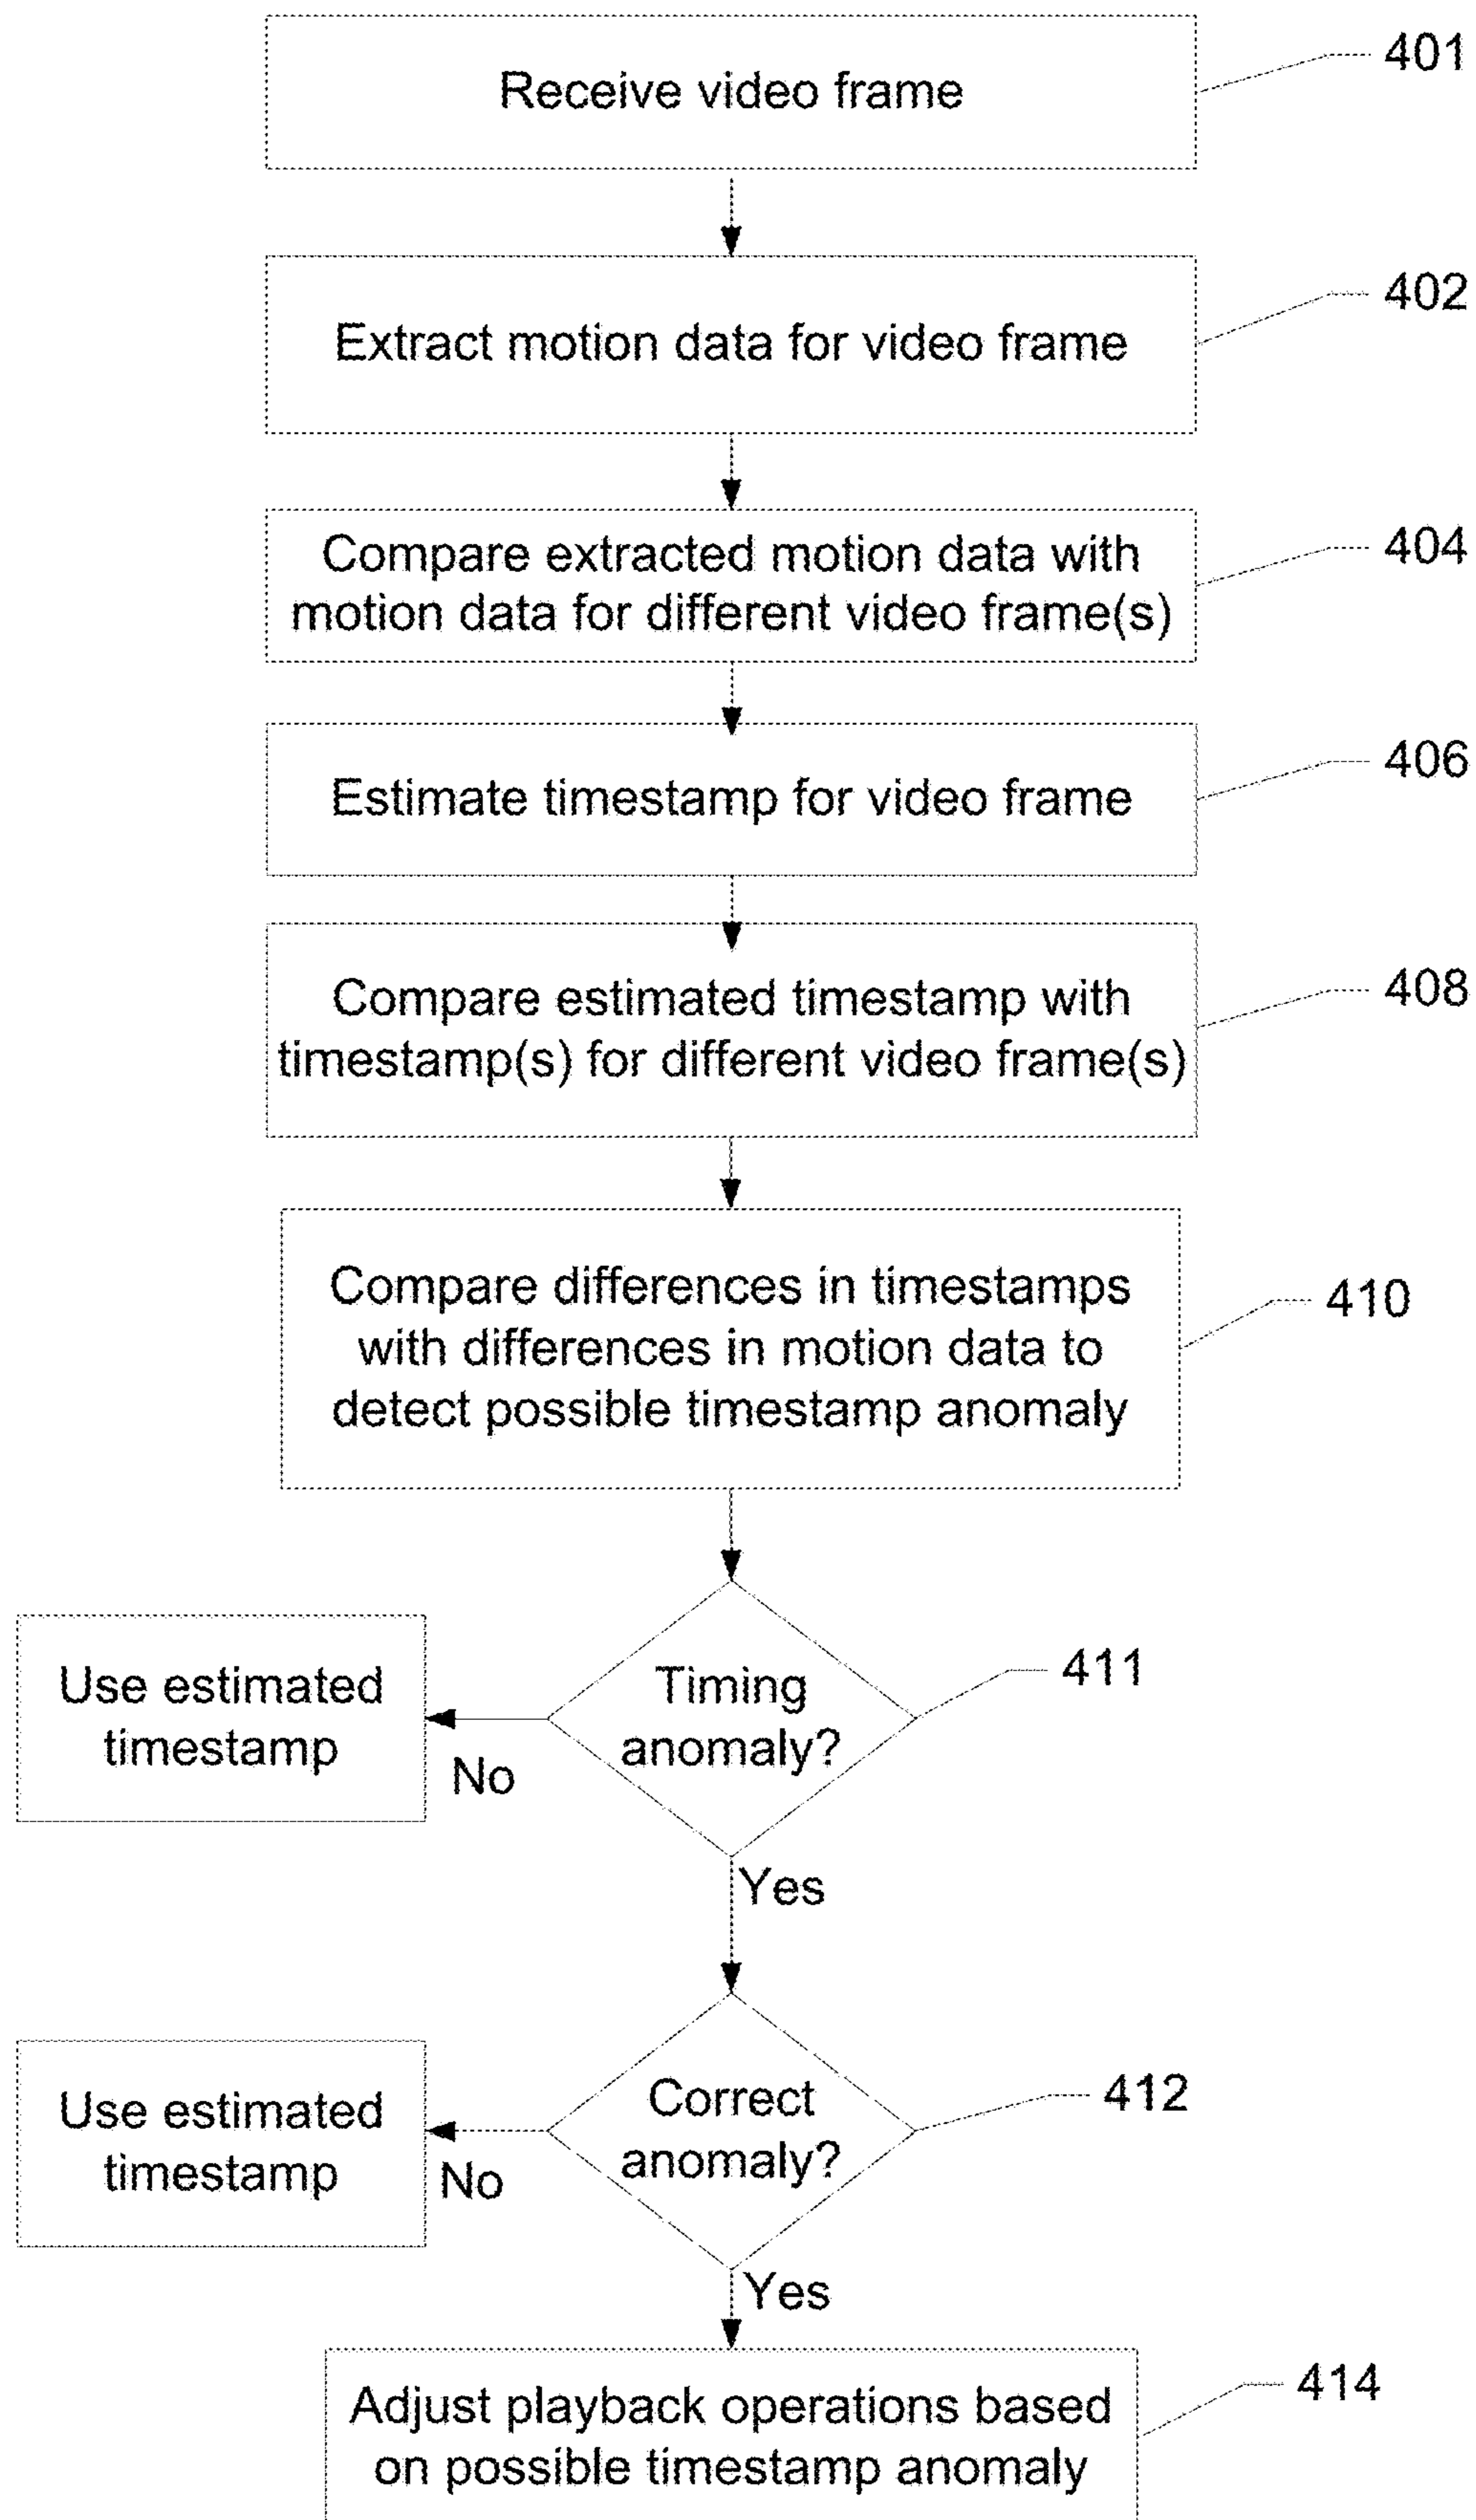 Receive video frame
401
Extract motion data for video frame
402
Compare extracted motion data with
motion data for different video frame(s)
404
Estimate timestamp for video frame
406
Compare estimated timestamp with
timestamp(s) for different video frame(s)
408
Compare differences in timestamps
with differences in motion data to
detect possible timestamp anomaly
410
Timing
anomaly?
411
Use estimated
timestamp
No
Yes
Correct
anomaly?
412
Use estimated
timestamp
No
Yes
Adjust playback operations based
on possible timestamp anomaly
414